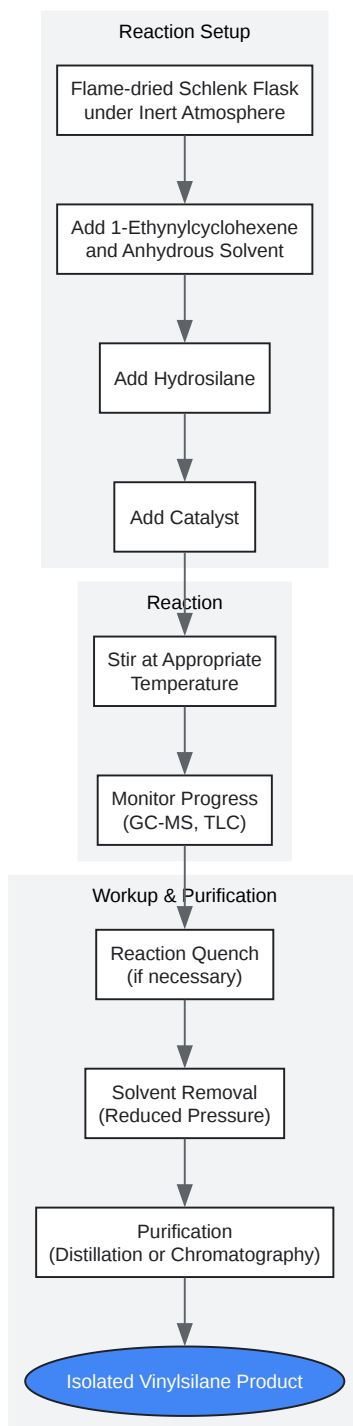 Reaction Setup
Flame-dried Schlenk Flask
under Inert Atmosphere
Add 1-Ethynylcyclohexene
and Anhydrous Solvent
Add Hydrosilane
Add Catalyst
Reaction
Stir at Appropriate
Temperature
Monitor Progress
(GC-MS, TLC)
Workup & Purification
Reaction Quench
(if necessary)
Solvent Removal
(Reduced Pressure)
Purification
(Distillation or Chromatography)
Isolated Vinylsilane Product